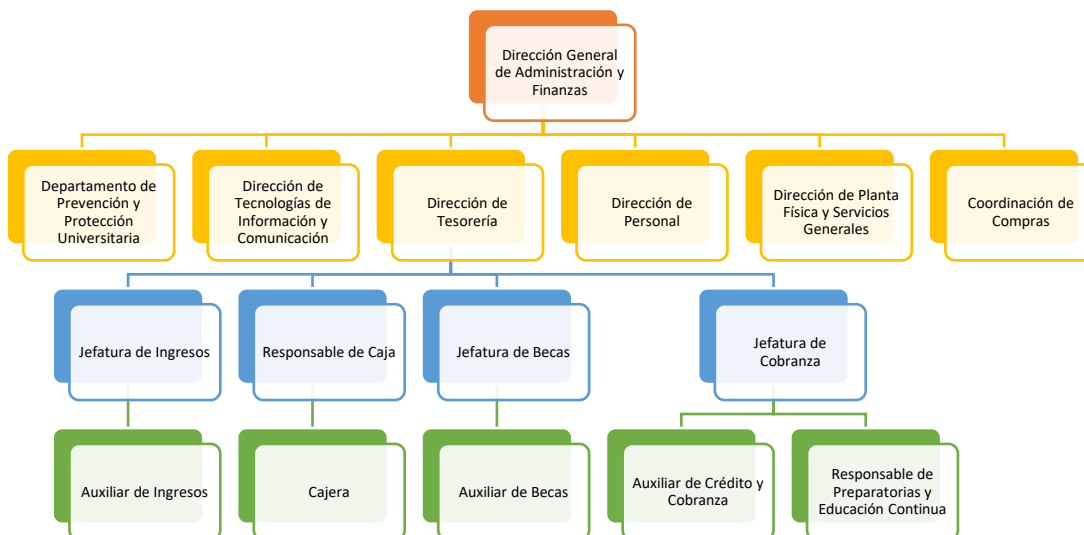 Dirección General
de Administración y
Finanzas
Departamento de
Prevención y
Protección
Universitaria
Dirección de
Tecnologías de
Información y
Comunicación
Dirección de
Tesorería
Dirección de
Personal
Dirección de Planta
Física y Servicios
Generales
Coordinación de
Compras
Jefatura de Ingresos
Responsable de Caja
Jefatura de Becas
Jefatura de
Cobranza
Auxiliar de Ingresos
Cajera
Auxiliar de Becas
Auxiliar de Crédito y
Cobranza
Responsable de
Preparatorias y
Educación Continua